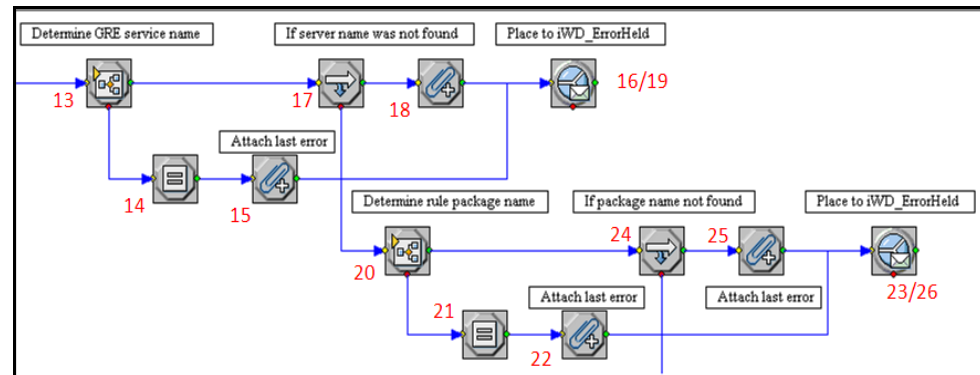 Determine GRE service name
If server name was not found
Place to iWD_ErrorHeld
13
17
18
16/19
Attach last error
14
15
Determine rule package name
If package name not found
Place to iWD_ErrorHeld
20
24
25
23/26
21
Attach last error
Attach last error
22